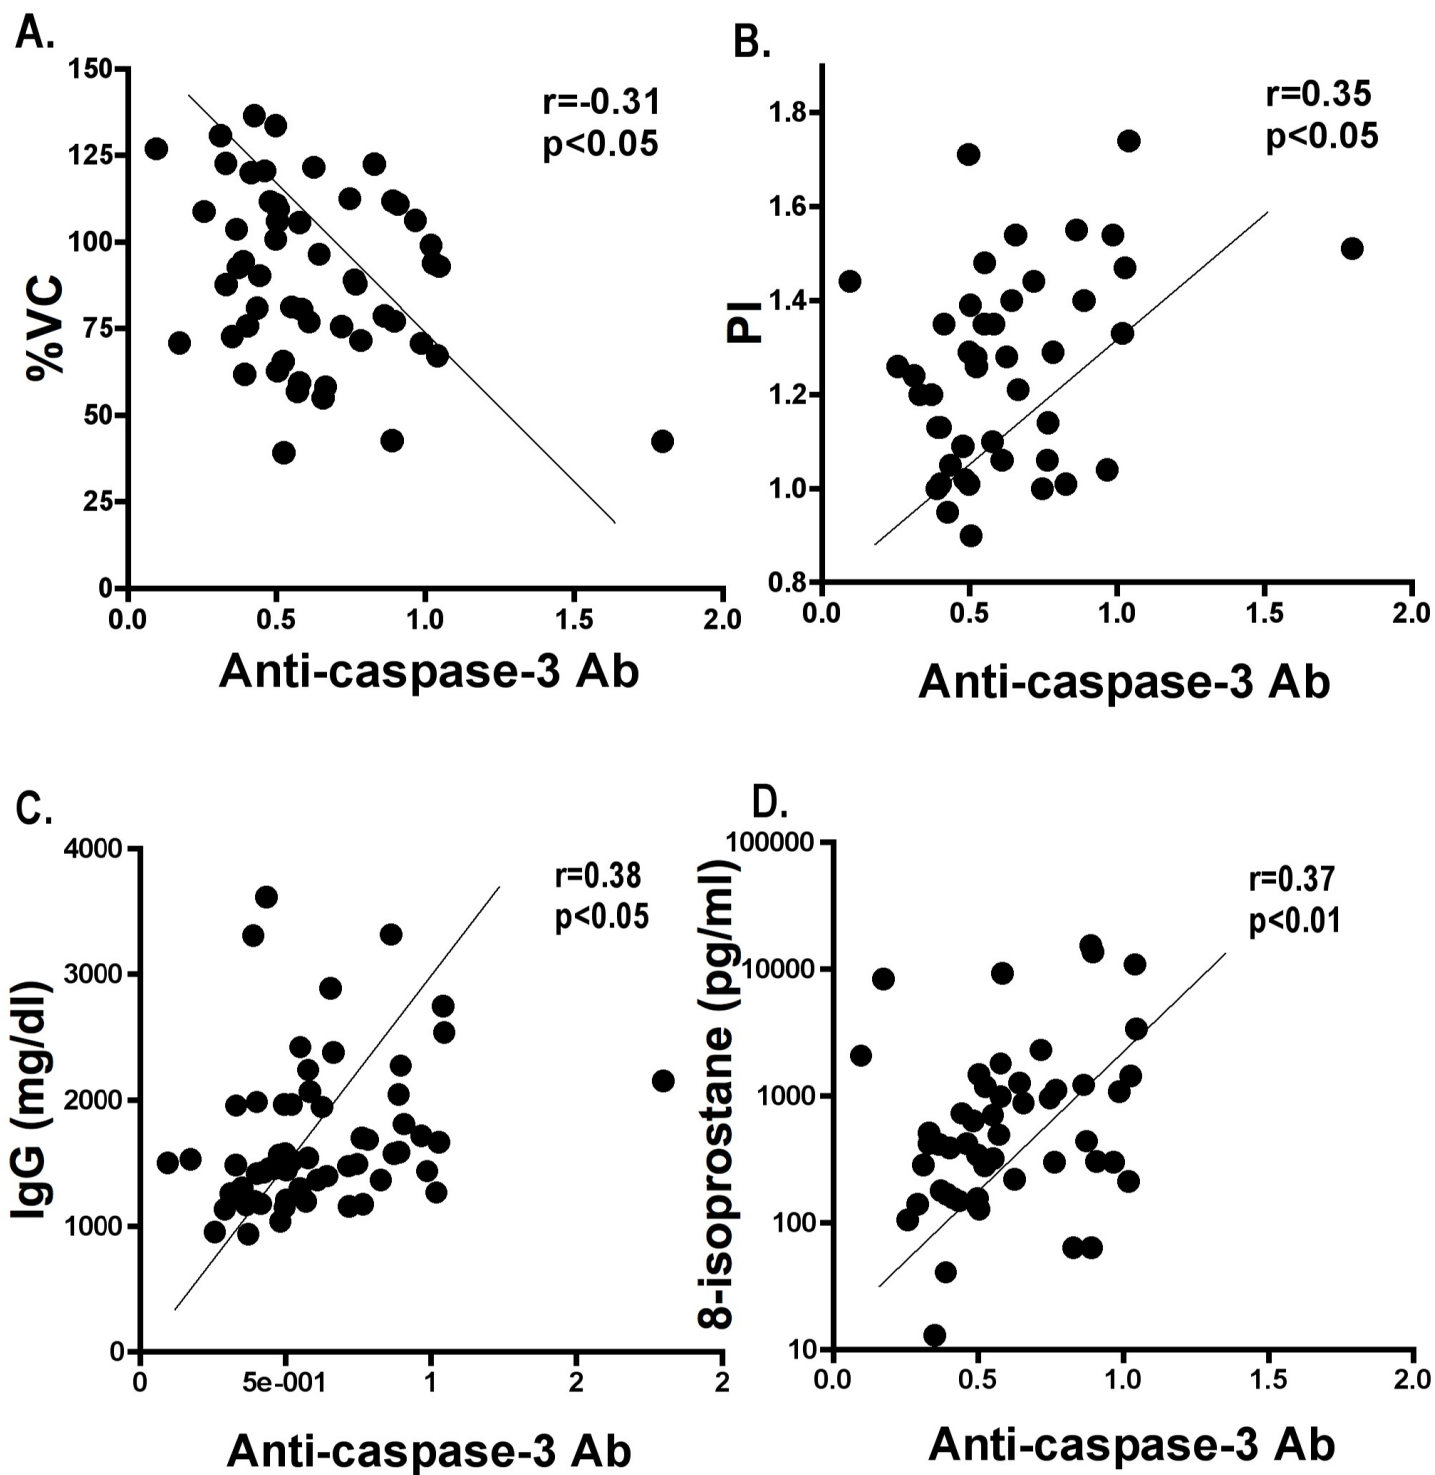 A.
%VC
150
125
100
75
50
25
0
r=-0.31
p<0.05
0.0 0.5 1.0 1.5 2.0
Anti-caspase-3 Ab
B.
PI
1.8
1.6
1.4
1.2
1.0
0.8
r=0.35
p<0.05
0.0 0.5 1.0 1.5 2.0
Anti-caspase-3 Ab
C.
IgG (mg/dl)
4000
3000
2000
1000
0
r=0.38
p<0.05
0 5e-001 1 2 2
Anti-caspase-3 Ab
D.
8-isoprostane (pg/ml)
100000
10000
1000
100
10
r=0.37
p<0.01
0.0 0.5 1.0 1.5 2.0
Anti-caspase-3 Ab